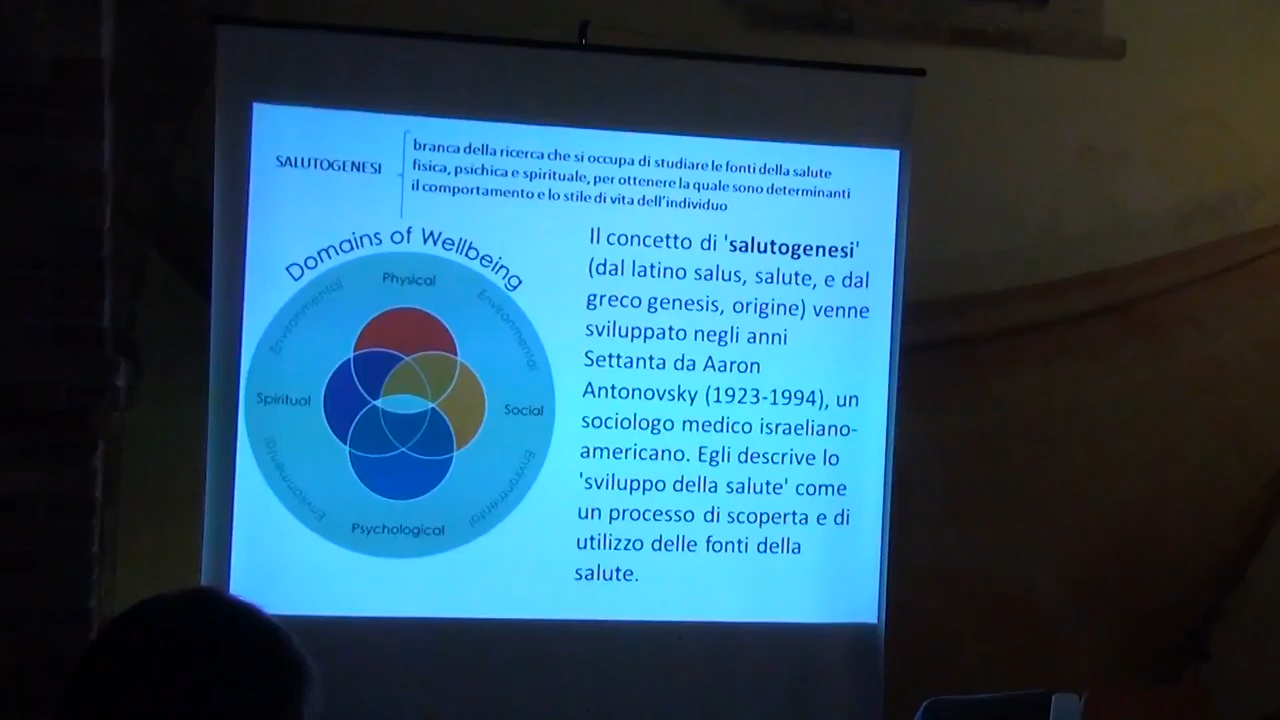 SALUTOGENESI
branca della ricerca che si occupa di studiare le fonti della salute
fisica, psichica e spirituale, per ottenere la quale sono determinanti
il comportamento e lo stile di vita dell'individuo
Domains of Wellbeing
Physical
Environmental
Environmental
Spiritual
Social
Environmental
Environmental
Psychological
Il concetto di 'salutogenesi'
(dal latino salus, salute, e dal
greco genesis, origine) venne
sviluppato negli anni
Settanta da Aaron
Antonovsky (1923-1994), un
sociologo medico israeliano-
americano. Egli descrive lo
'sviluppo della salute' come
un processo di scoperta e di
utilizzo delle fonti della
salute.